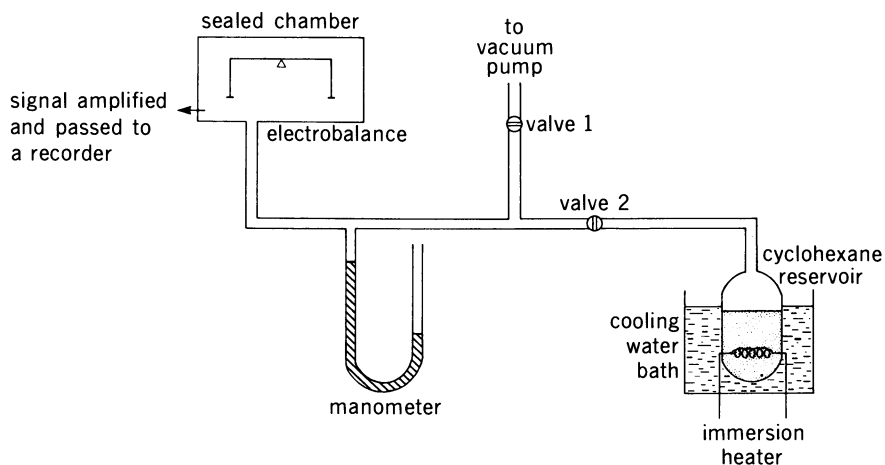 sealed chamber
signal amplified
and passed to
a recorder
electrobalance
to
vacuum
pump
valve 1
valve 2
cyclohexane
reservoir
cooling
water
bath
manometer
immersion
heater